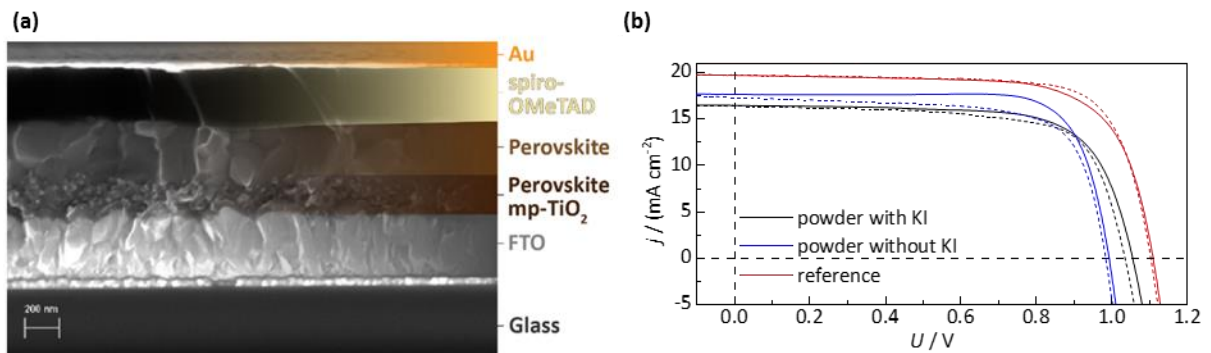 (a)
Au
spiro-
OMeTAD
Perovskite
Perovskite
mp-TiO₂
FTO
Glass
200 nm
(b)
j / (mA cm⁻²)
20
15
10
5
0
-5
powder with KI
powder without KI
reference
0.0
0.2
0.4
0.6
0.8
1.0
1.2
U / V